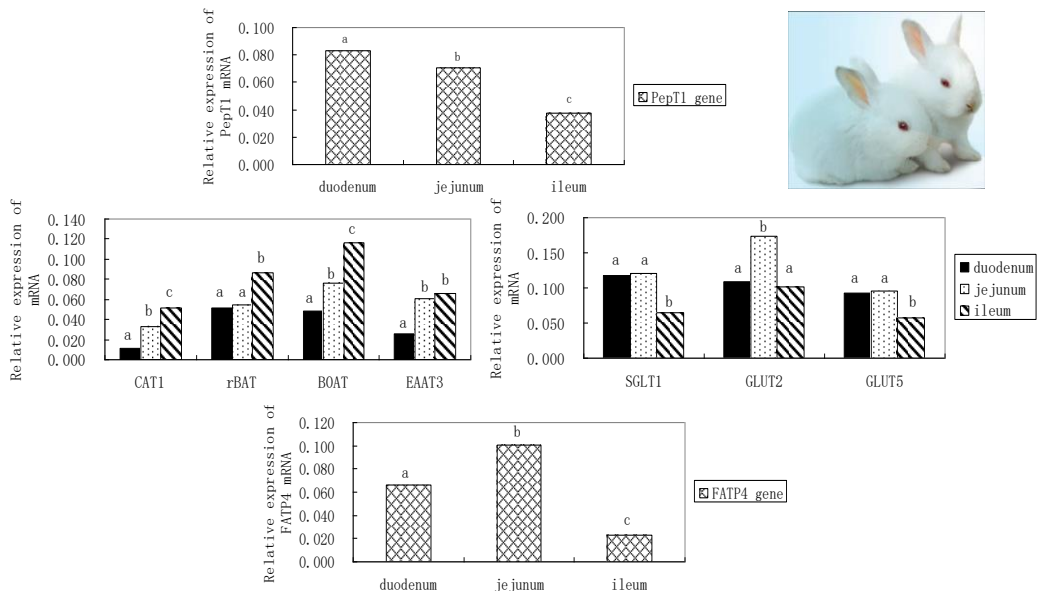 Relative expression of
PepT1 mRNA
0.100
0.080
0.060
0.040
0.020
0.000
a
b
c
duodenum jejunum ileum
PepT1 gene
Relative expression of
mRNA
0.140
0.120
0.100
0.080
0.060
0.040
0.020
0.000
a b c
a a b
a b c
a b b
CAT1 rBAT B0AT EAAT3
Relative expression of
mRNA
0.200
0.150
0.100
0.050
0.000
a a b
a b a
a a b
SGLT1 GLUT2 GLUT5
duodenum
jejunum
ileum
Relative expression of
FATP4 mRNA
0.120
0.100
0.080
0.060
0.040
0.020
0.000
a
b
c
duodenum jejunum ileum
FATP4 gene